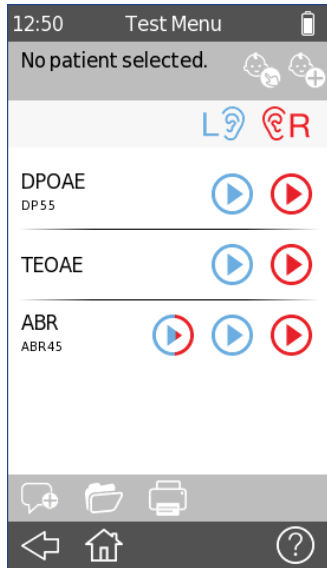 12:50 Test Menu
No patient selected.
L R
DPOAE
DP55
TEOAE
ABR
ABR45
?